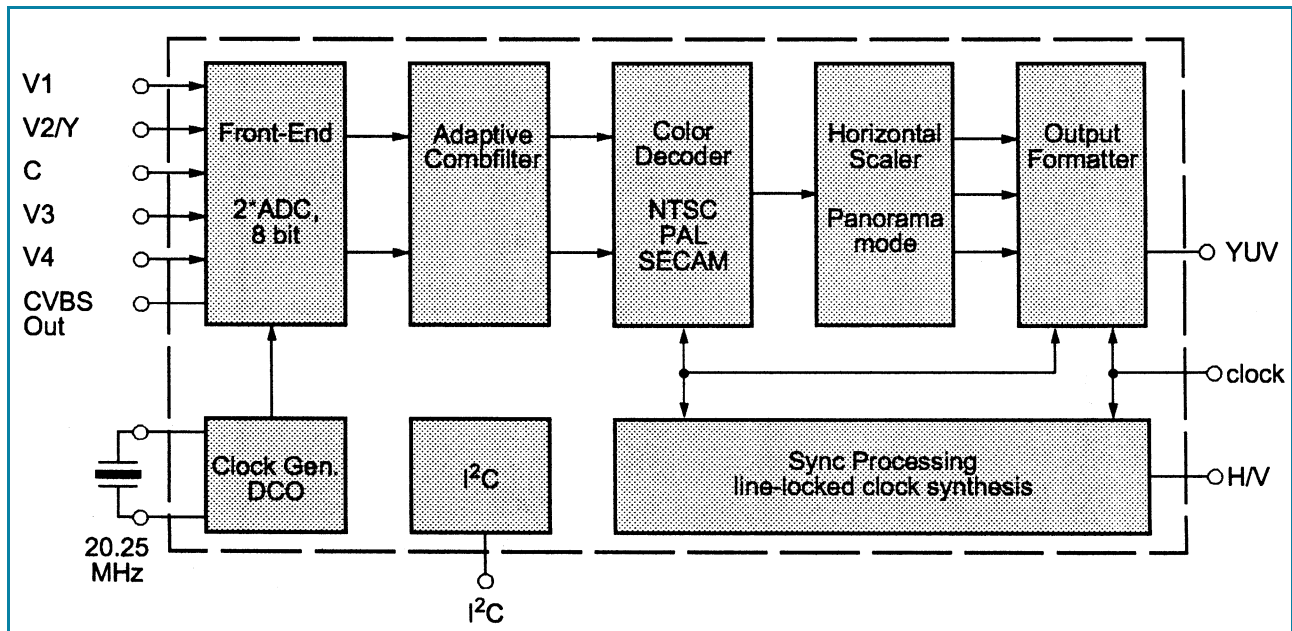 V1
V2/Y
C
V3
V4
CVBS
Out
Front-End
2*ADC,
8 bit
Adaptive
Combfilter
Color
Decoder
NTSC
PAL
SECAM
Horizontal
Scaler
Panorama
mode
Output
Formatter
YUV
clock
Clock Gen.
DCO
I²C
Sync Processing
line-locked clock synthesis
H/V
20.25
MHz
I²C